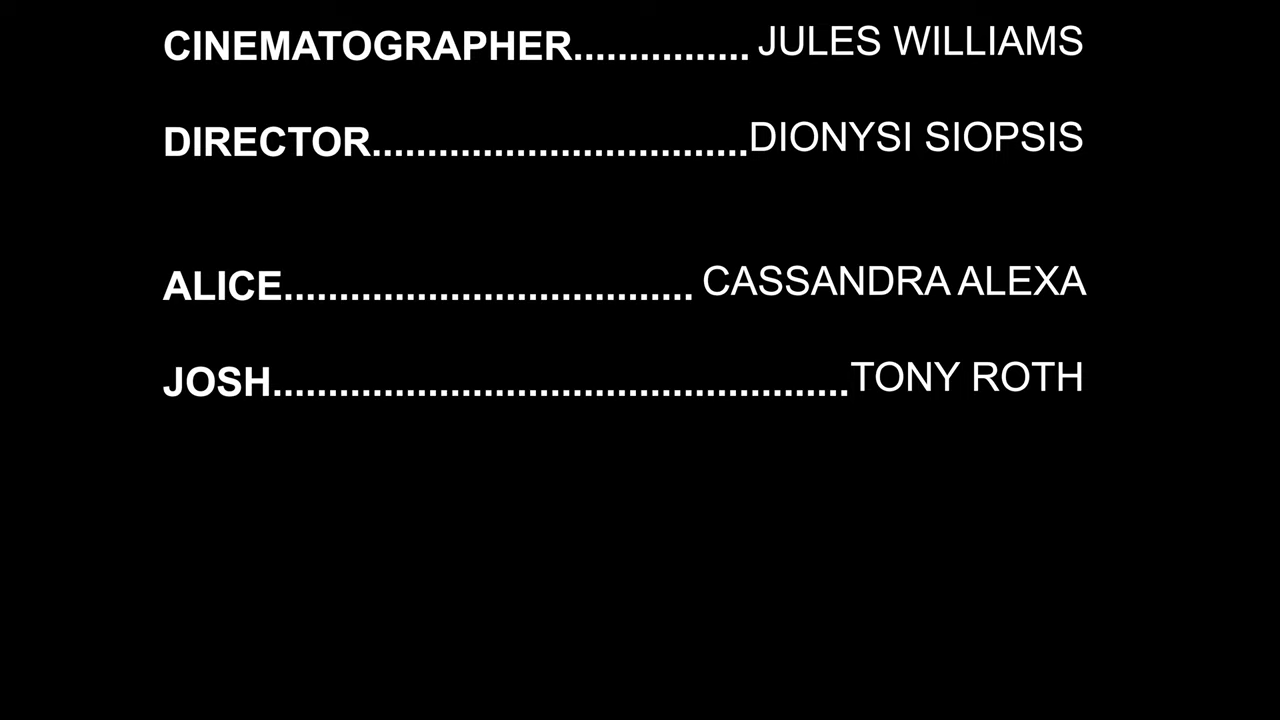 CINEMATOGRAPHER................ JULES WILLIAMS
DIRECTOR..................................DIONYSI SIOPSIS
ALICE..................................... CASSANDRA ALEXA
JOSH....................................................TONY ROTH